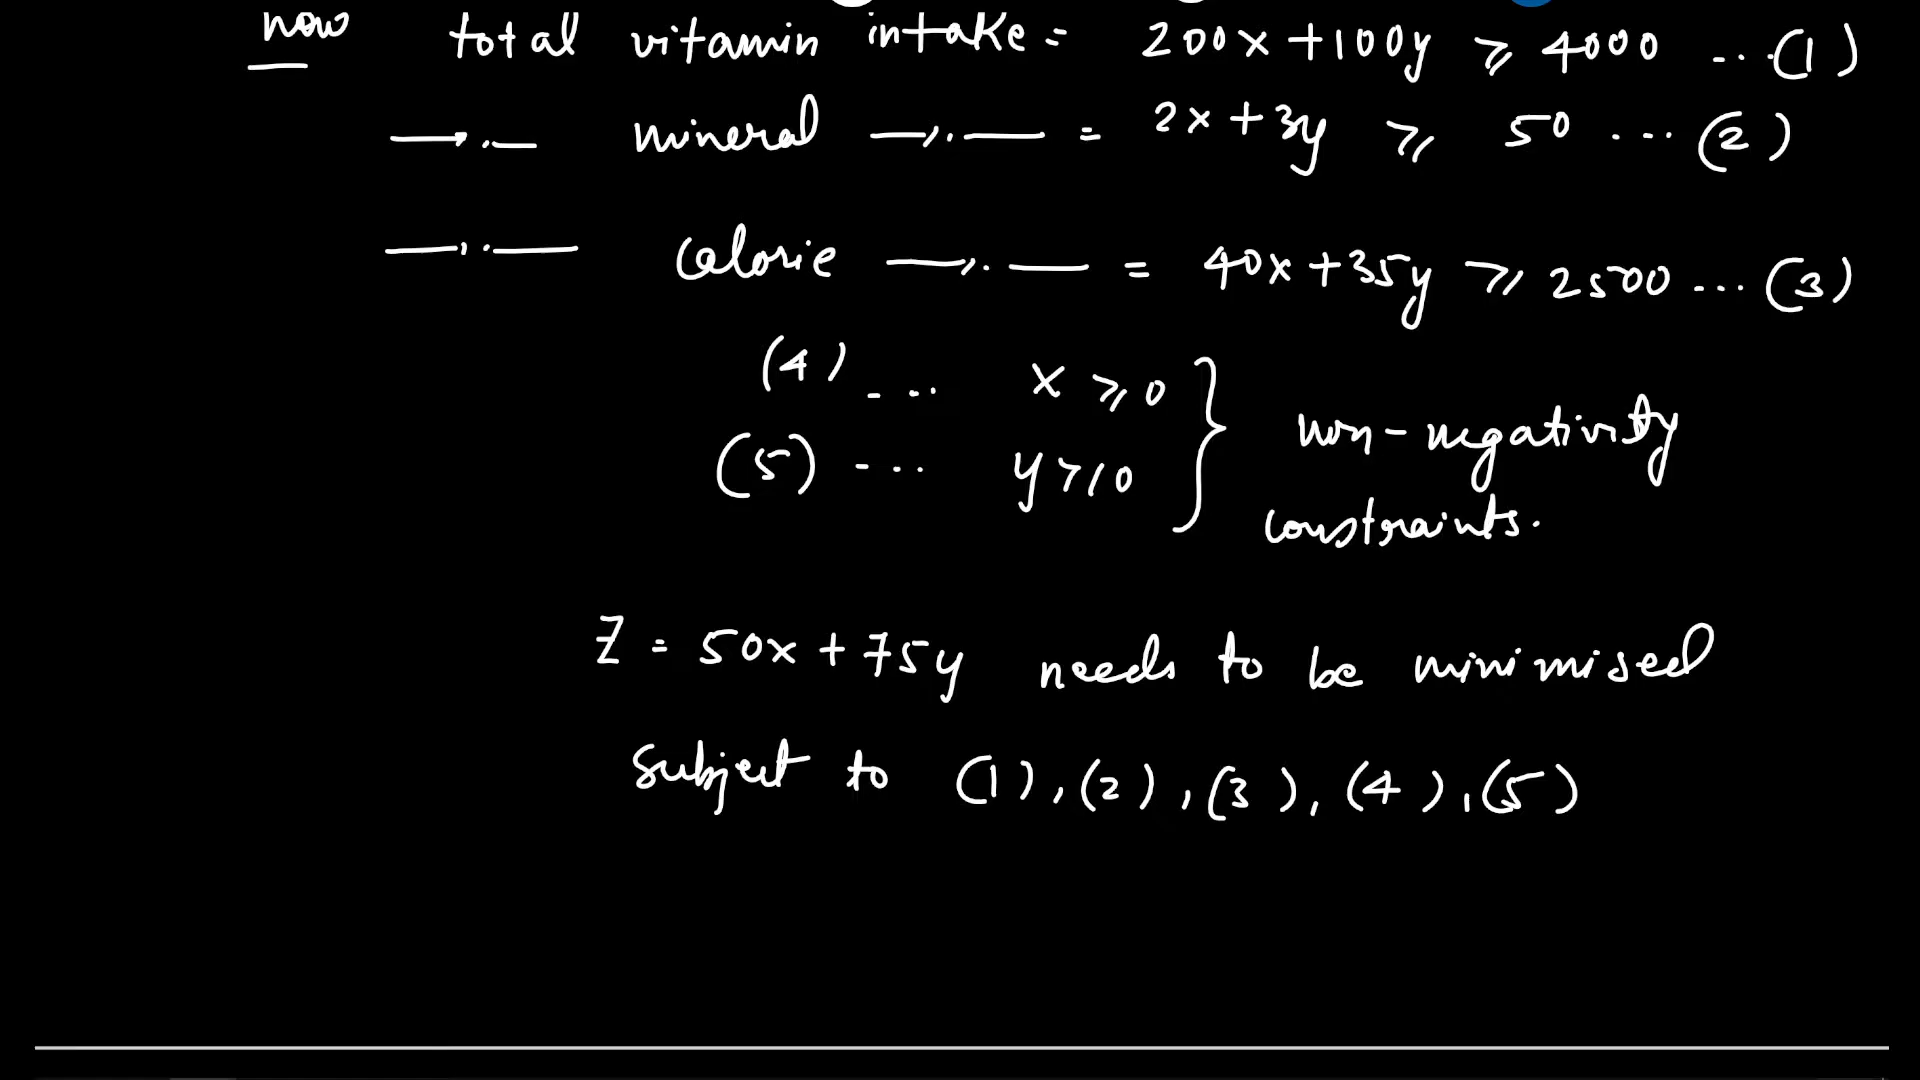 now total vitamin intake = 200x + 100y ⩾ 4000 ... (1)
—,,— mineral —,,— = 2x + 3y ⩾ 50 ... (2)
—,,— calorie —,,— = 40x + 35y ⩾ 2500 ... (3)
(4) ... x ⩾ 0
(5) ... y ⩾ 0 } non-negativity
constraints.
Z = 50x + 75y needs to be minimised
subject to (1), (2), (3), (4), (5)